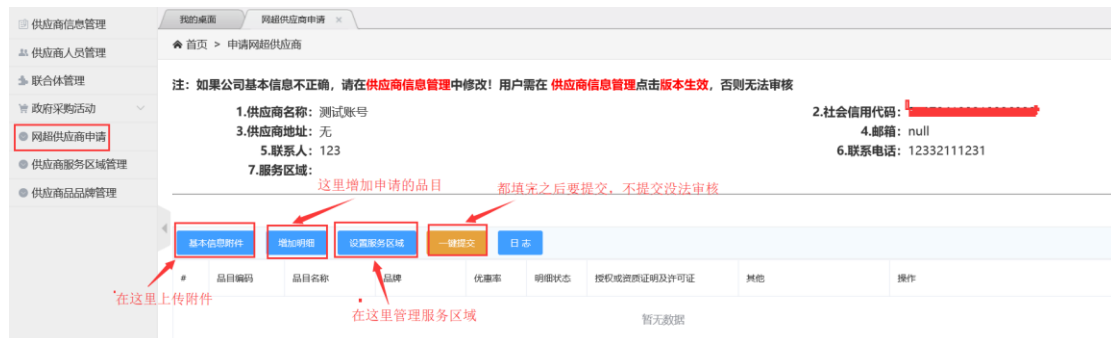 供应商信息管理
供应商人员管理
联合体管理
政府采购活动
网超供应商申请
供应商服务区域管理
供应商品品牌管理
我的桌面 网超供应商申请 ×
首页 > 申请网超供应商
注：如果公司基本信息不正确，请在供应商信息管理中修改！用户需在 供应商信息管理点击版本生效，否则无法审核
1.供应商名称：测试账号 2.社会信用代码：
3.供应商地址：无 4.邮箱：null
5.联系人：123 6.联系电话：12332111231
7.服务区域：
这里增加申请的品目 都填完之后要提交，不提交没法审核
基本信息附件 增加明细 设置服务区域 一键提交 日志
# 品目编码 品目名称 品牌 优惠率 明细状态 授权或资质证明及许可证 其他 操作
在这里上传附件
在这里管理服务区域
暂无数据